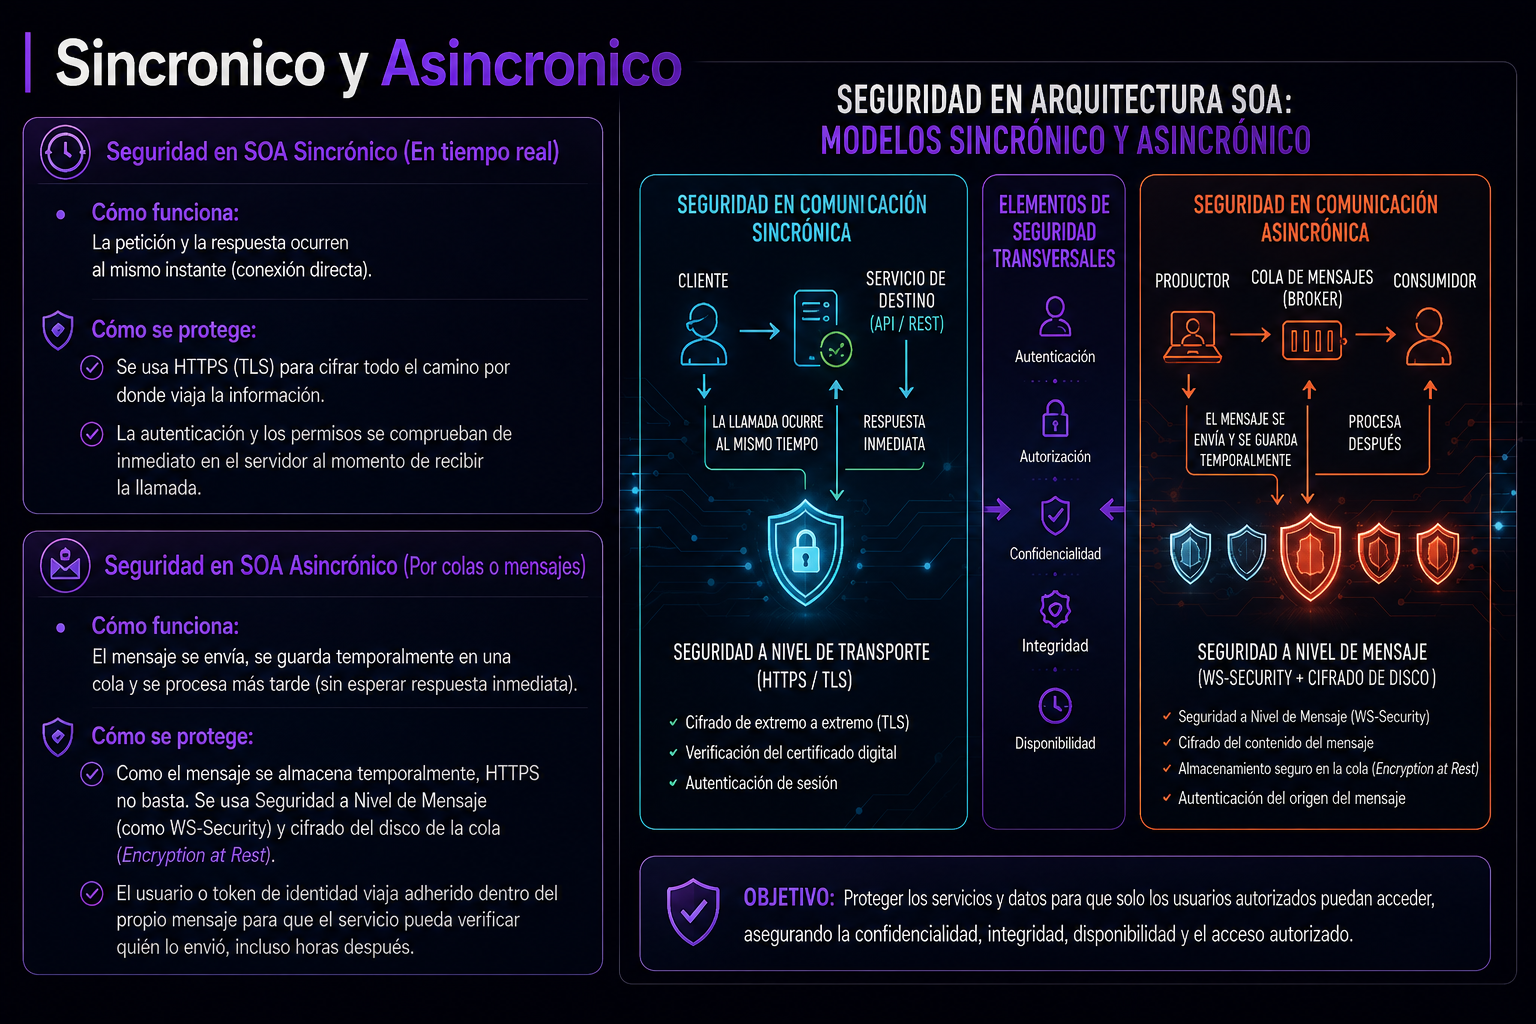 Sincronico y Asincronico
Seguridad en SOA Sincrónico (En tiempo real)
Cómo funciona:
La petición y la respuesta ocurren
al mismo instante (conexión directa).
Cómo se protege:
Se usa HTTPS (TLS) para cifrar todo el camino por
donde viaja la información.
La autenticación y los permisos se comprueban de
inmediato en el servidor al momento de recibir
la llamada.
Seguridad en SOA Asincrónico (Por colas o mensajes)
Cómo funciona:
El mensaje se envía, se guarda temporalmente en una
cola y se procesa más tarde (sin esperar respuesta inmediata).
Cómo se protege:
Como el mensaje se almacena temporalmente, HTTPS
no basta. Se usa Seguridad a Nivel de Mensaje
(como WS-Security) y cifrado del disco de la cola
(Encryption at Rest).
El usuario o token de identidad viaja adherido dentro del
propio mensaje para que el servicio pueda verificar
quién lo envió, incluso horas después.
SEGURIDAD EN ARQUITECTURA SOA:
MODELOS SINCRÓNICO Y ASINCRÓNICO
SEGURIDAD EN COMUNICACIÓN
SINCRÓNICA
CLIENTE
SERVICIO DE
DESTINO
(API / REST)
LA LLAMADA OCURRE
AL MISMO TIEMPO
RESPUESTA
INMEDIATA
SEGURIDAD A NIVEL DE TRANSPORTE
(HTTPS / TLS)
Cifrado de extremo a extremo (TLS)
Verificación del certificado digital
Autenticación de sesión
ELEMENTOS DE
SEGURIDAD
TRANSVERSALES
Autenticación
Autorización
Confidencialidad
Integridad
Disponibilidad
SEGURIDAD EN COMUNICACIÓN
ASINCRÓNICA
PRODUCTOR
COLA DE MENSAJES
(BROKER)
CONSUMIDOR
EL MENSAJE SE
ENVÍA Y SE GUARDA
TEMPORALMENTE
PROCESA
DESPUÉS
SEGURIDAD A NIVEL DE MENSAJE
(WS-SECURITY + CIFRADO DE DISCO)
Seguridad a Nivel de Mensaje (WS-Security)
Cifrado del contenido del mensaje
Almacenamiento seguro en la cola (Encryption at Rest)
Autenticación del origen del mensaje
OBJETIVO: Proteger los servicios y datos para que solo los usuarios autorizados puedan acceder,
asegurando la confidencialidad, integridad, disponibilidad y el acceso autorizado.